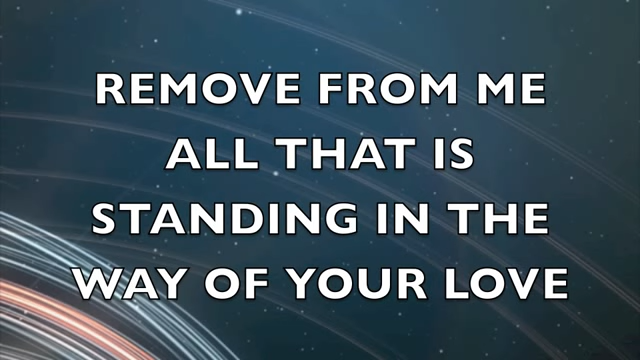 REMOVE FROM ME
ALL THAT IS
STANDING IN THE
WAY OF YOUR LOVE